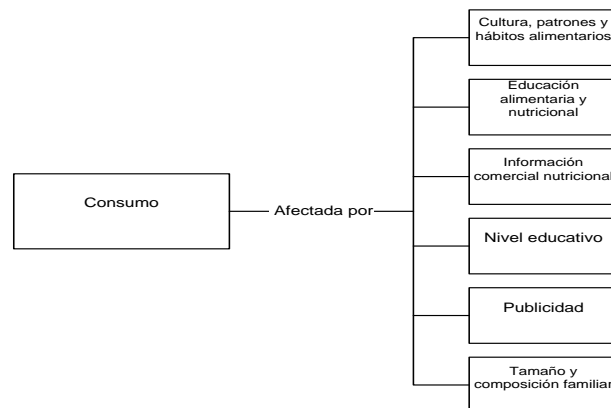 Consumo
Afectada por
Cultura, patrones y
hábitos alimentarios
Educación
alimentaria y
nutricional
Información
comercial nutricional
Nivel educativo
Publicidad
Tamaño y
composición familiar